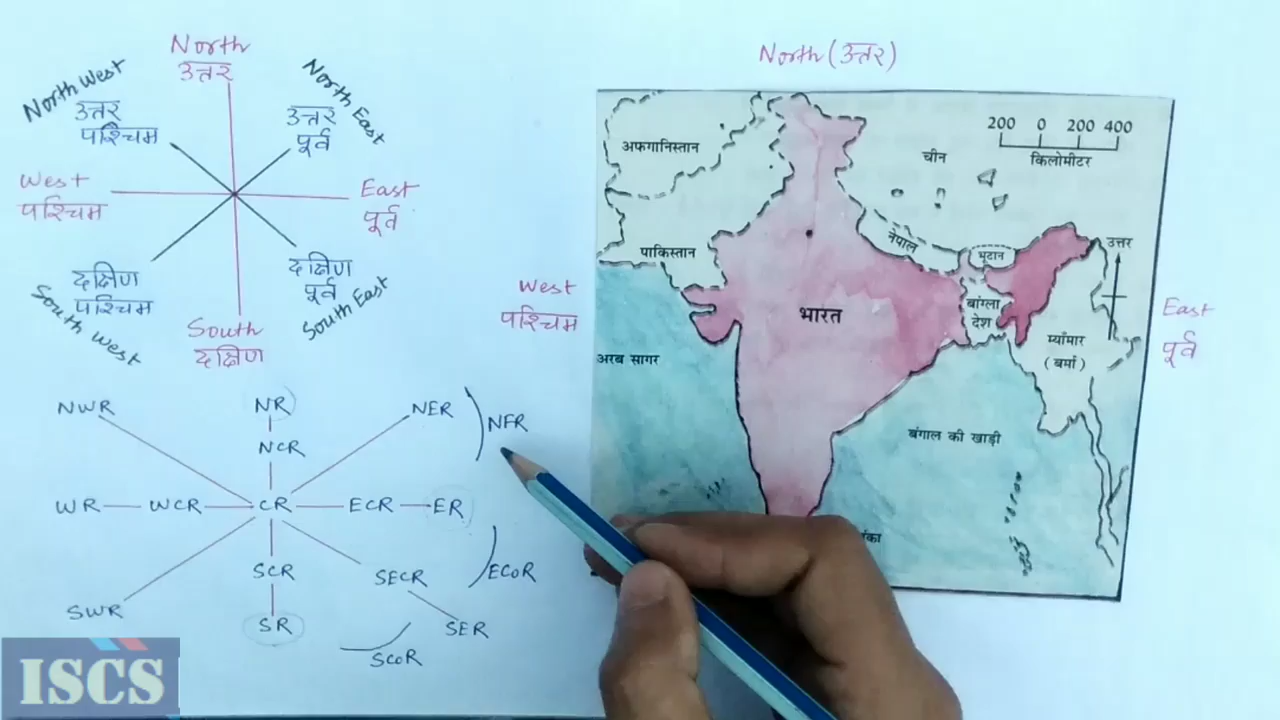 North
उत्तर
North West
उत्तर
पश्चिम
North East
उत्तर
पूर्व
West
पश्चिम
East
पूर्व
दक्षिण
पश्चिम
South West
दक्षिण
पूर्व
South East
South
दक्षिण
NWR
NR
NER
NFR
NCR
WR
WCR
CR
ECR
ER
SCR
SECR
ECoR
SWR
SR
SER
SCoR
ISCS
North (उत्तर)
West
पश्चिम
East
पूर्व
200 0 200 400
किलोमीटर
अफगानिस्तान
चीन
पाकिस्तान
नेपाल
भूटान
उत्तर
भारत
बांग्ला
देश
म्याँमार
(बर्मा)
अरब सागर
बंगाल की खाड़ी